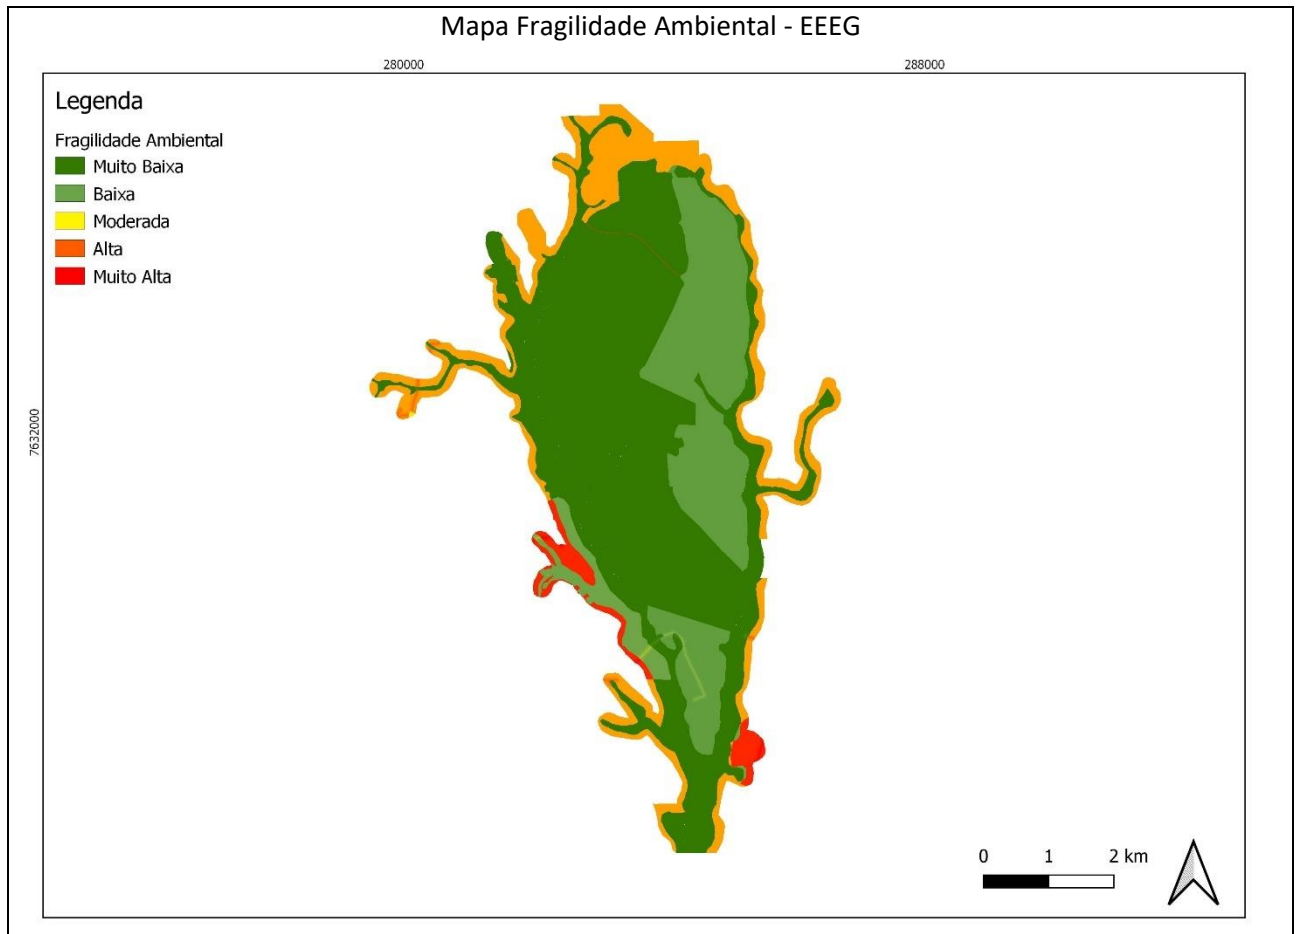 Mapa Fragilidade Ambiental - EEEG
280000
288000
Legenda
Fragilidade Ambiental
Muito Baixa
Baixa
Moderada
Alta
Muito Alta
7632000
0 1 2 km